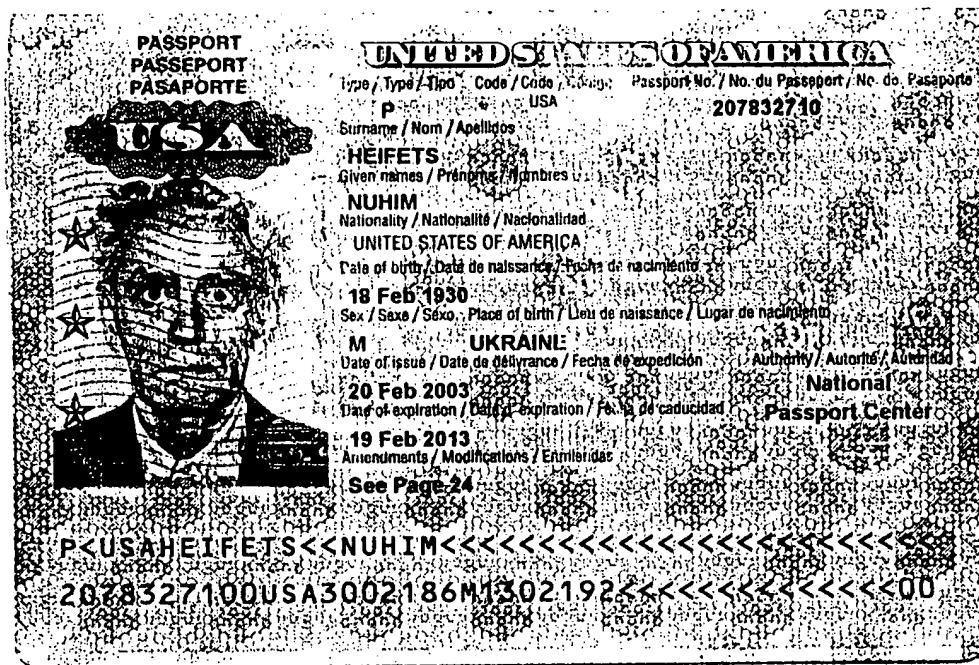 PASSPORT
PASSEPORT
PASAPORTE
USA
UNITED STATES OF AMERICA
Type / Type / Tipo Code / Code / Passport No. / No. du Passeport / No. de Pasaporte
P USA 207832710
Surname / Nom / Apellidos
HEIFETS
Given names / Prénoms / Nombres
NUHIM
Nationality / Nationalité / Nacionalidad
UNITED STATES OF AMERICA
Date of birth / Date de naissance / Fecha de nacimiento
18 Feb 1930
Sex / Sexe / Sexo Place of birth / Lieu de naissance / Lugar de nacimiento
M UKRAINE
Date of issue / Date de délivrance / Fecha de expedición Authority / Autorité / Autoridad
20 Feb 2003 National
Date of expiration / Date d'expiration / Fecha de caducidad Passport Center
19 Feb 2013
Amendments / Modifications / Enmiendas
See Page 24
P<USAHEIFETS<<NUHIM<<<<<<<<<<<<<<<<<<<<<<<<<
2078327100USA3002186M1302192<<<<<<<<<<<<<<00